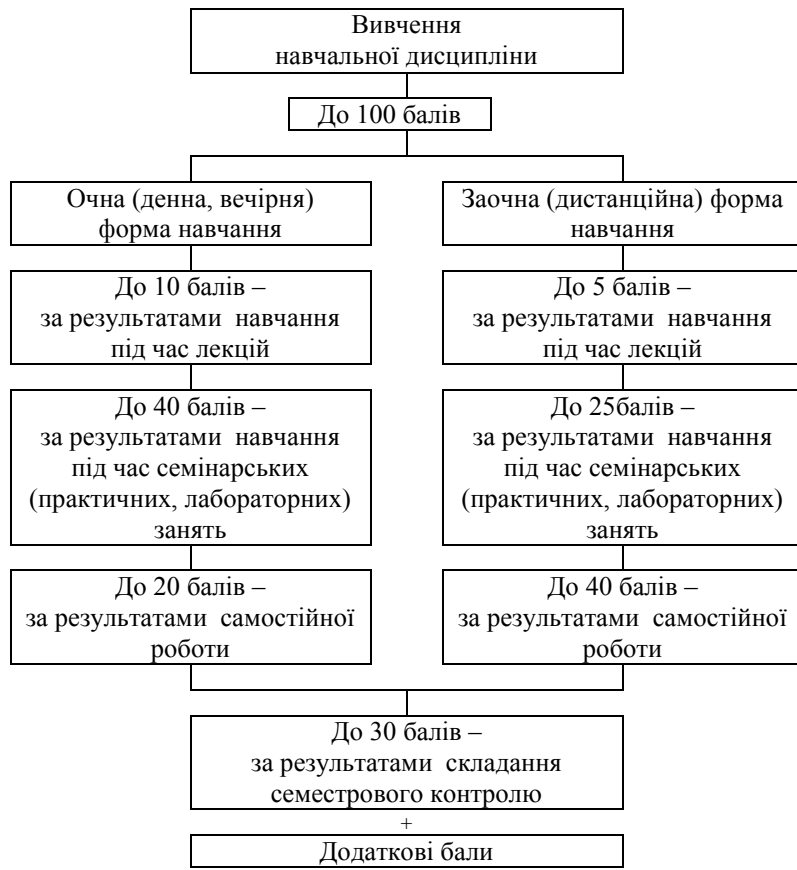 Вивчення
навчальної дисципліни
До 100 балів
Очна (денна, вечірня)
форма навчання
До 10 балів –
за результатами навчання
під час лекцій
До 40 балів –
за результатами навчання
під час семінарських
(практичних, лабораторних)
занять
До 20 балів –
за результатами самостійної
роботи
Заочна (дистанційна) форма
навчання
До 5 балів –
за результатами навчання
під час лекцій
До 25балів –
за результатами навчання
під час семінарських
(практичних, лабораторних)
занять
До 40 балів –
за результатами самостійної
роботи
До 30 балів –
за результатами складання
семестрового контролю
+
Додаткові бали